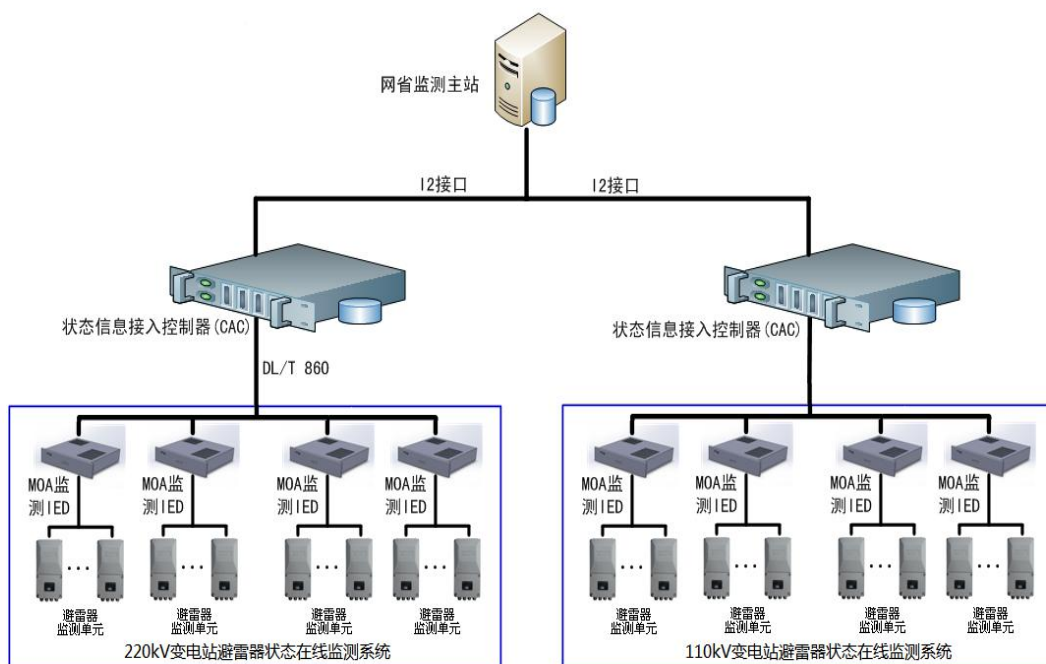 网省监测主站
I2接口
I2接口
状态信息接入控制器(CAC)
状态信息接入控制器(CAC)
DL/T 860
MOA监
测IED
MOA监
测IED
MOA监
测IED
MOA监
测IED
MOA监
测IED
MOA监
测IED
MOA监
测IED
MOA监
测IED
避雷器
监测单元
避雷器
监测单元
避雷器
监测单元
避雷器
监测单元
避雷器
监测单元
避雷器
监测单元
避雷器
监测单元
避雷器
监测单元
220kV变电站避雷器状态在线监测系统
110kV变电站避雷器状态在线监测系统